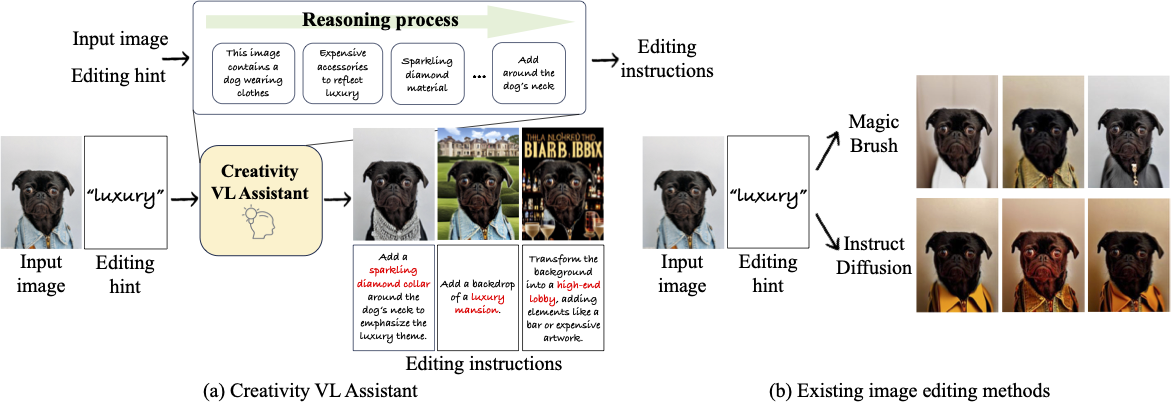 Reasoning process
Input image
Editing hint
This image
contains a
dog wearing
clothes
Expensive
accessories
to reflect
luxury
Sparkling
diamond
material
...
Add
around the
dog's neck
Editing
instructions
"luxury"
Input
image
Editing
hint
Creativity
VL Assistant
BIARB IBBSX
Add a
sparkling
diamond collar
around the
dog's neck to
emphasize the
luxury theme.
Add a backdrop
of a luxury
mansion.
Transform the
background
into a high-end
lobby, adding
elements like a
bar or expensive
artwork.
Editing instructions
(a) Creativity VL Assistant
"luxury"
Input
image
Editing
hint
Magic
Brush
Instruct
Diffusion
(b) Existing image editing methods